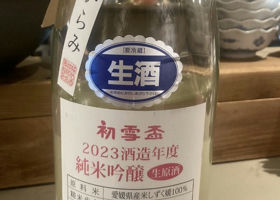 らみ
要冷蔵
生酒
初雪盃
2023酒造年度
純米吟醸 生原酒
原料米 愛媛県産米しずく媛100%